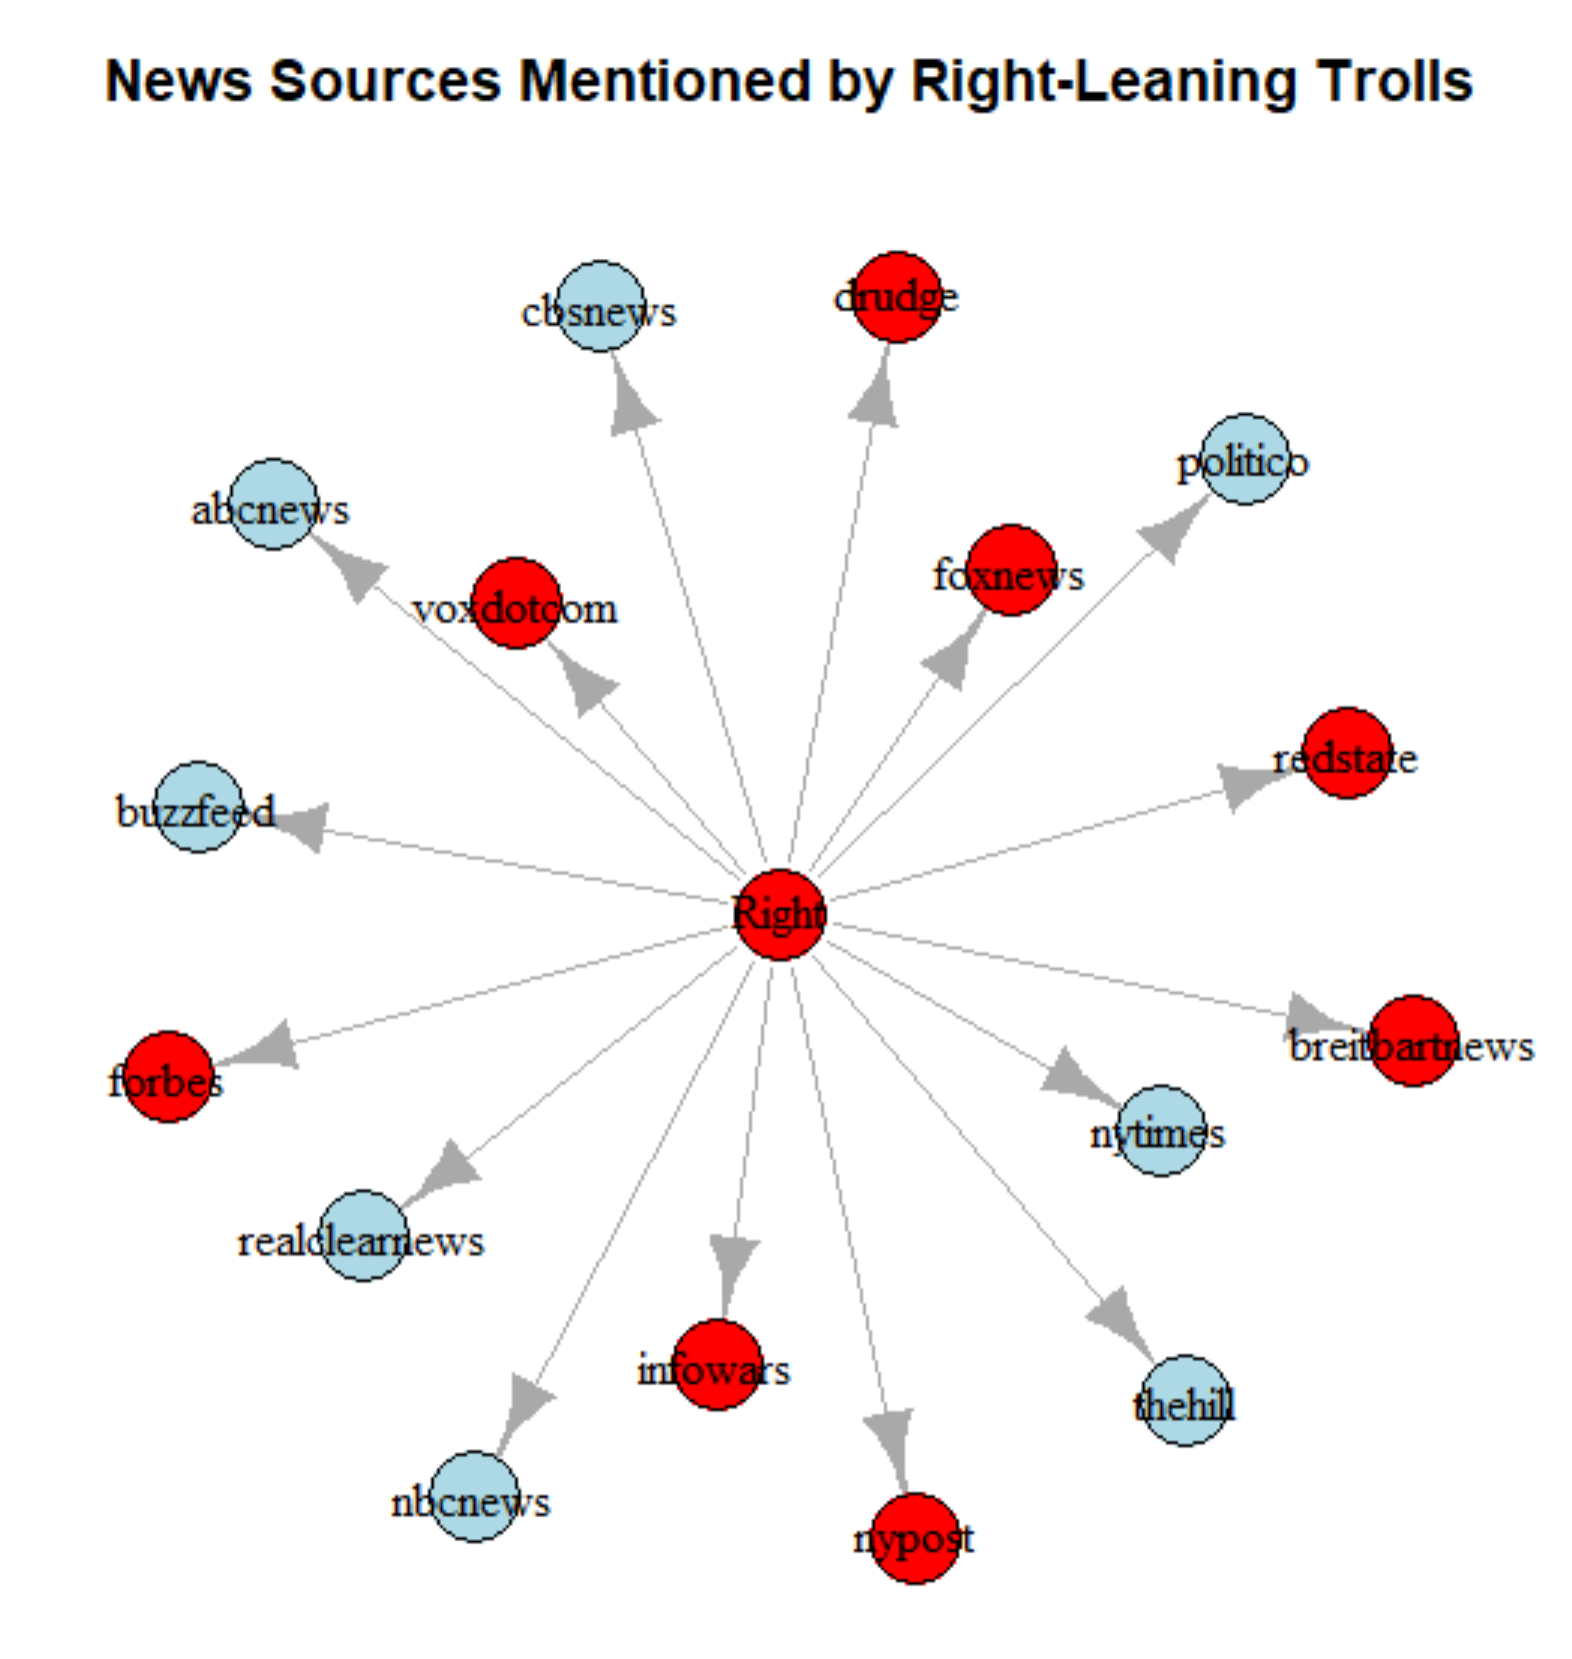 News Sources Mentioned by Right-Leaning Trolls
drudge
cbsnews
politico
abcnews
foxnews
voxdotcom
redstate
buzzfeed
Right
breitbartnews
forbes
nytimes
realclearnews
infowars
thehill
nbcnews
nypost